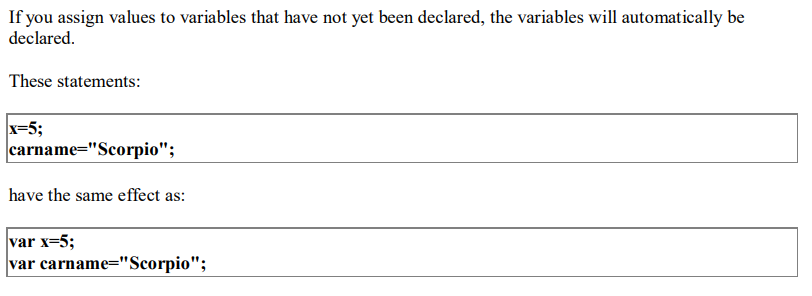 If you assign values to variables that have not yet been declared, the variables will automatically be
declared.
These statements:
x=5;
carname="Scorpio";
have the same effect as:
var x=5;
var carname="Scorpio";